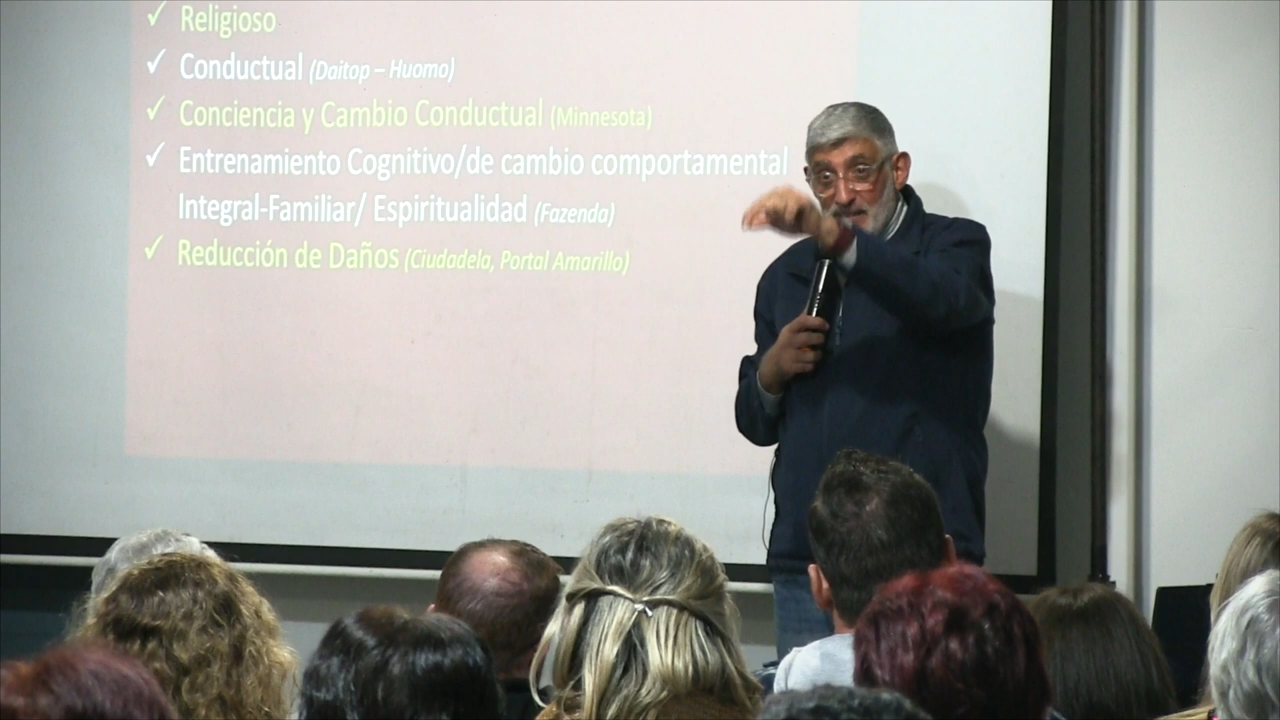 ✓ Religioso
✓ Conductual (Daitop – Huomo)
✓ Conciencia y Cambio Conductual (Minnesota)
✓ Entrenamiento Cognitivo/de cambio comportamental
Integral-Familiar/ Espiritualidad (Fazenda)
✓ Reducción de Daños (Ciudadela, Portal Amarillo)